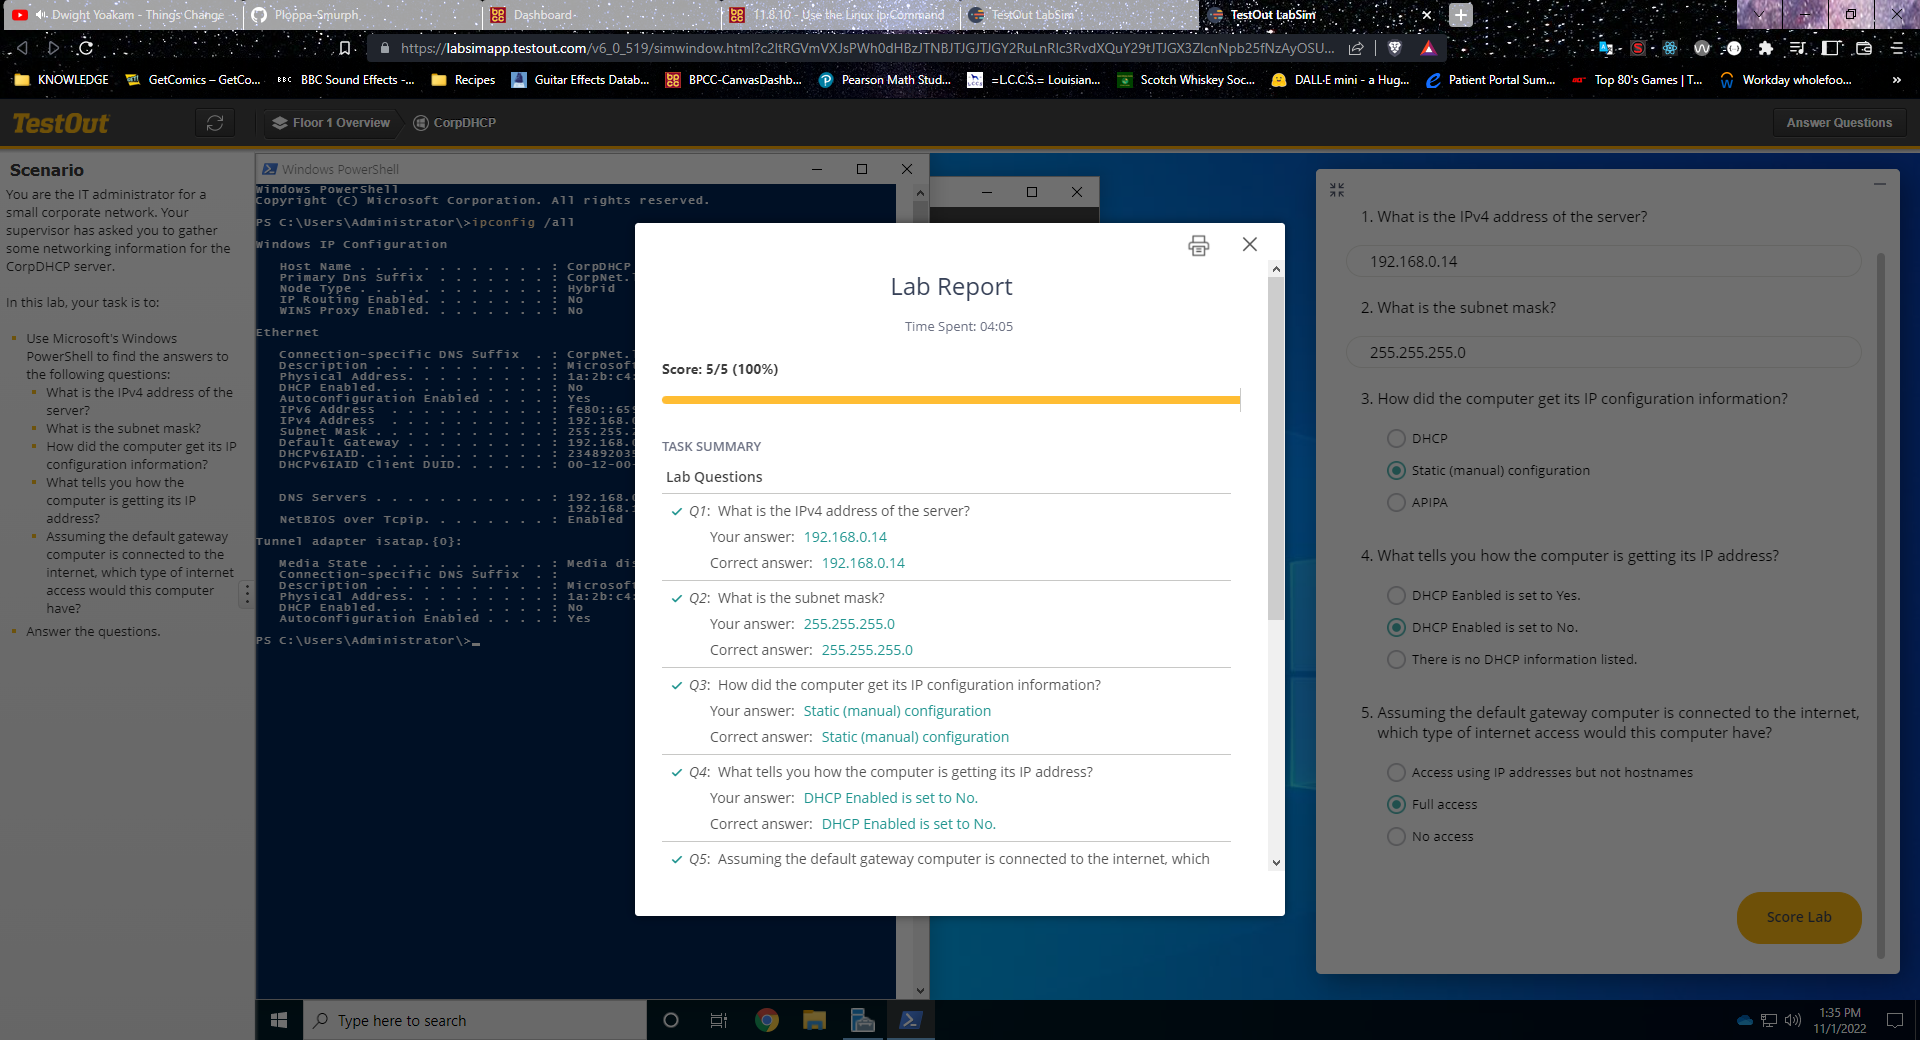 Dwight Yoakam - Things Change
Ploppa-Smurph
Dashboard
11.8.10 - Use the Linux ip Command
TestOut LabSim
TestOut LabSim
https://labsimapp.testout.com/v6_0_519/simwindow.html?
KNOWLEDGE
GetComics – GetCo...
BBC Sound Effects -...
Recipes
Guitar Effects Datab...
BPCC-CanvasDashb...
Pearson Math Stud...
=L.C.C.S.= Louisian...
Scotch Whiskey Soc...
DALL·E mini - a Hug...
Patient Portal Sum...
Top 80's Games | T...
Workday wholefoo...
»
TestOut
Floor 1 Overview
CorpDHCP
Answer Questions
Scenario
You are the IT administrator for a
small corporate network. Your
supervisor has asked you to gather
some networking information for the
CorpDHCP server.
In this lab, your task is to:
Use Microsoft's Windows
PowerShell to find the answers to
the following questions:
What is the IPv4 address of the
server?
What is the subnet mask?
How did the computer get its IP
configuration information?
What tells you how the
computer is getting its IP
address?
Assuming the default gateway
computer is connected to the
internet, which type of internet
access would this computer
have?
Answer the questions.
Windows PowerShell
Windows PowerShell
Copyright (C) Microsoft Corporation. All rights reserved.
PS C:\Users\Administrator\>ipconfig /all
Windows IP Configuration
Host Name . . . . . . . . . . . . : CorpDHCP
Primary Dns Suffix . . . . . . . : CorpNet.
Node Type . . . . . . . . . . . . : Hybrid
IP Routing Enabled. . . . . . . . : No
WINS Proxy Enabled. . . . . . . . : No
Ethernet
Connection-specific DNS Suffix . : CorpNet.
Description . . . . . . . . . . . : Microsoft
Physical Address. . . . . . . . . : 1a:2b:c4:
DHCP Enabled. . . . . . . . . . . : No
Autoconfiguration Enabled . . . . : Yes
IPv6 Address . . . . . . . . . . : fe80::659
IPv4 Address . . . . . . . . . . : 192.168.0
Subnet Mask . . . . . . . . . . . : 255.255.2
Default Gateway . . . . . . . . . : 192.168.0
DHCPv6IAID. . . . . . . . . . . . : 234892035
DHCPv6IAID Client DUID. . . . . . : 00-12-00-
DNS Servers . . . . . . . . . . . : 192.168.0
192.168.
NetBIOS over Tcpip. . . . . . . . : Enabled
Tunnel adapter isatap.{0}:
Media State . . . . . . . . . . . : Media dis
Connection-specific DNS Suffix . :
Description . . . . . . . . . . . : Microsoft
Physical Address. . . . . . . . . : 1a:2b:c4:
DHCP Enabled. . . . . . . . . . . : No
Autoconfiguration Enabled . . . . : Yes
PS C:\Users\Administrator\>
Lab Report
Time Spent: 04:05
Score: 5/5 (100%)
TASK SUMMARY
Lab Questions
Q1: What is the IPv4 address of the server?
Your answer: 192.168.0.14
Correct answer: 192.168.0.14
Q2: What is the subnet mask?
Your answer: 255.255.255.0
Correct answer: 255.255.255.0
Q3: How did the computer get its IP configuration information?
Your answer: Static (manual) configuration
Correct answer: Static (manual) configuration
Q4: What tells you how the computer is getting its IP address?
Your answer: DHCP Enabled is set to No.
Correct answer: DHCP Enabled is set to No.
Q5: Assuming the default gateway computer is connected to the internet, which
1. What is the IPv4 address of the server?
192.168.0.14
2. What is the subnet mask?
255.255.255.0
3. How did the computer get its IP configuration information?
DHCP
Static (manual) configuration
APIPA
4. What tells you how the computer is getting its IP address?
DHCP Eanbled is set to Yes.
DHCP Enabled is set to No.
There is no DHCP information listed.
5. Assuming the default gateway computer is connected to the internet,
which type of internet access would this computer have?
Access using IP addresses but not hostnames
Full access
No access
Score Lab
Type here to search
1:35 PM
11/1/2022